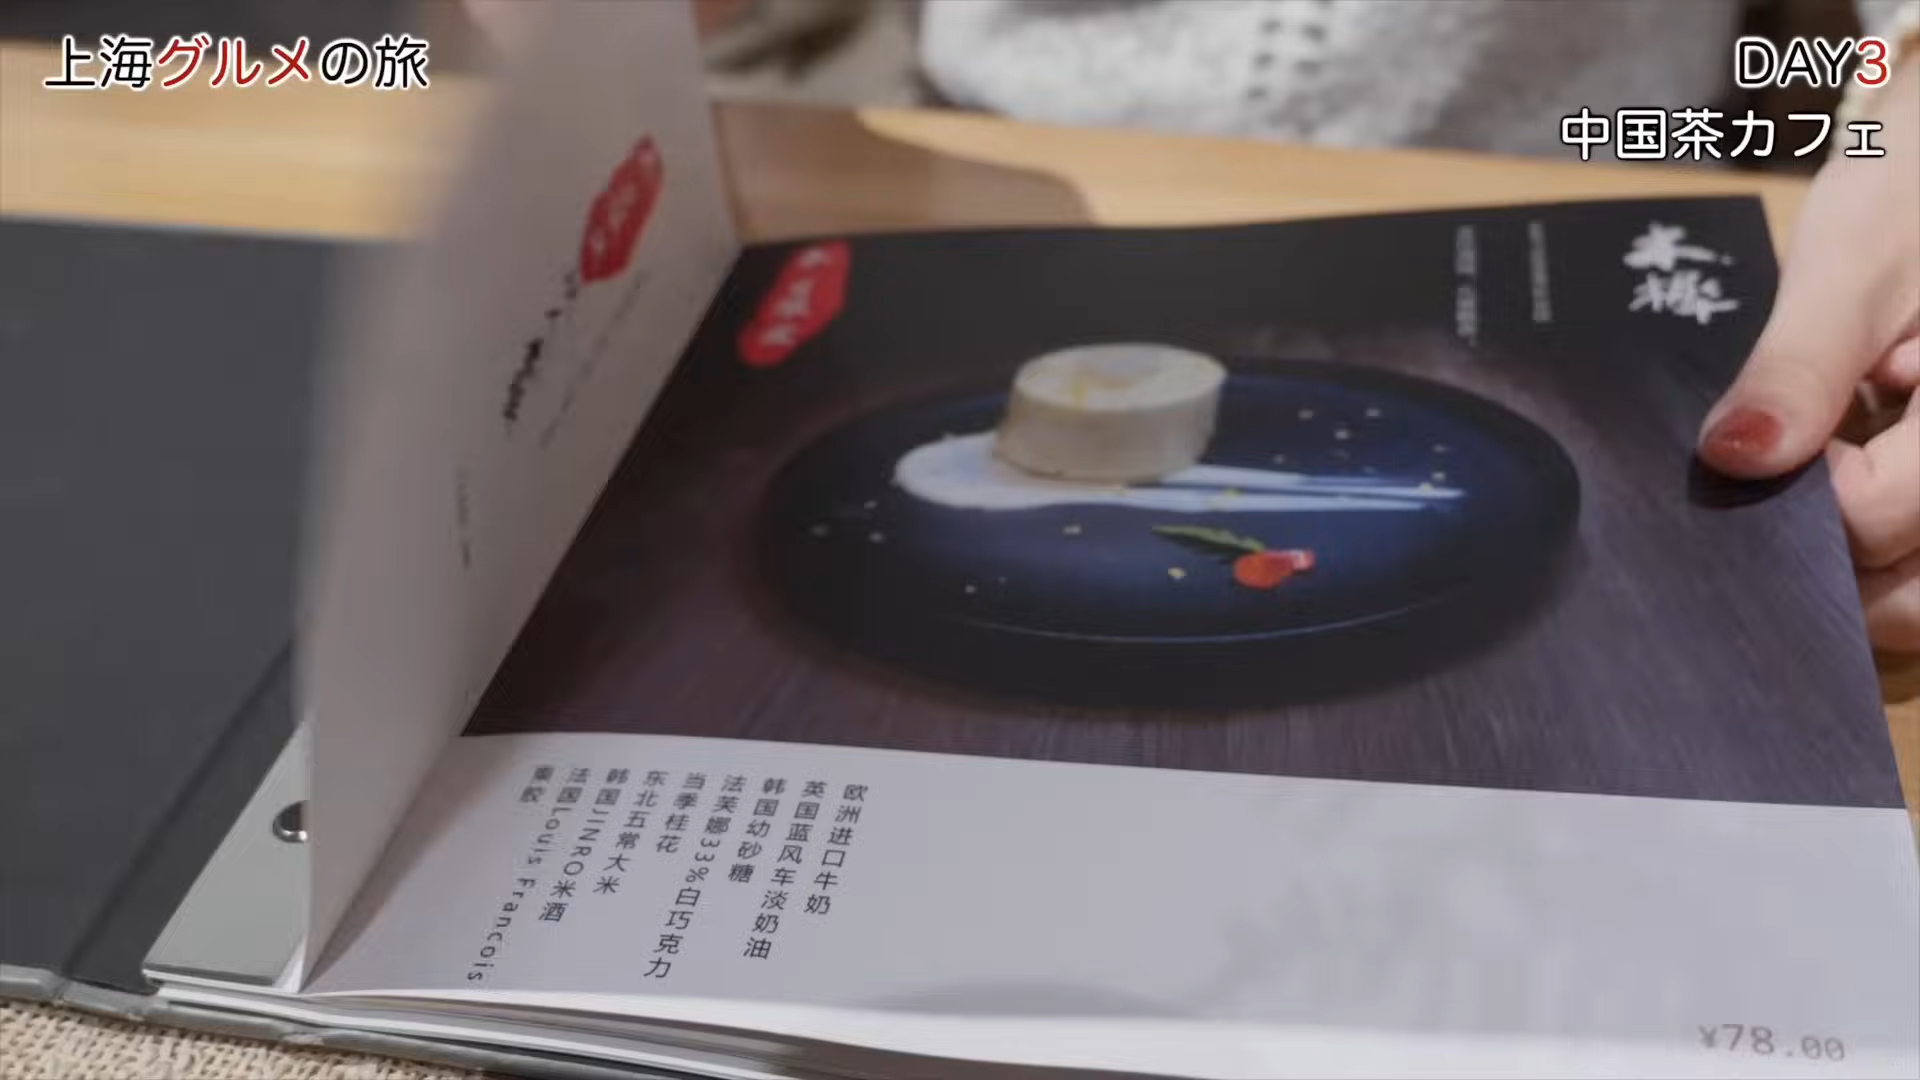 上海グルメの旅
DAY3
中国茶カフェ
欧洲进口牛奶
英国蓝风车淡奶油
韩国幼砂糖
法芙娜33%白巧克力
当季桂花
东北五常大米
韩国JINRO米酒
法国Louis Francois
果胶
¥78.00